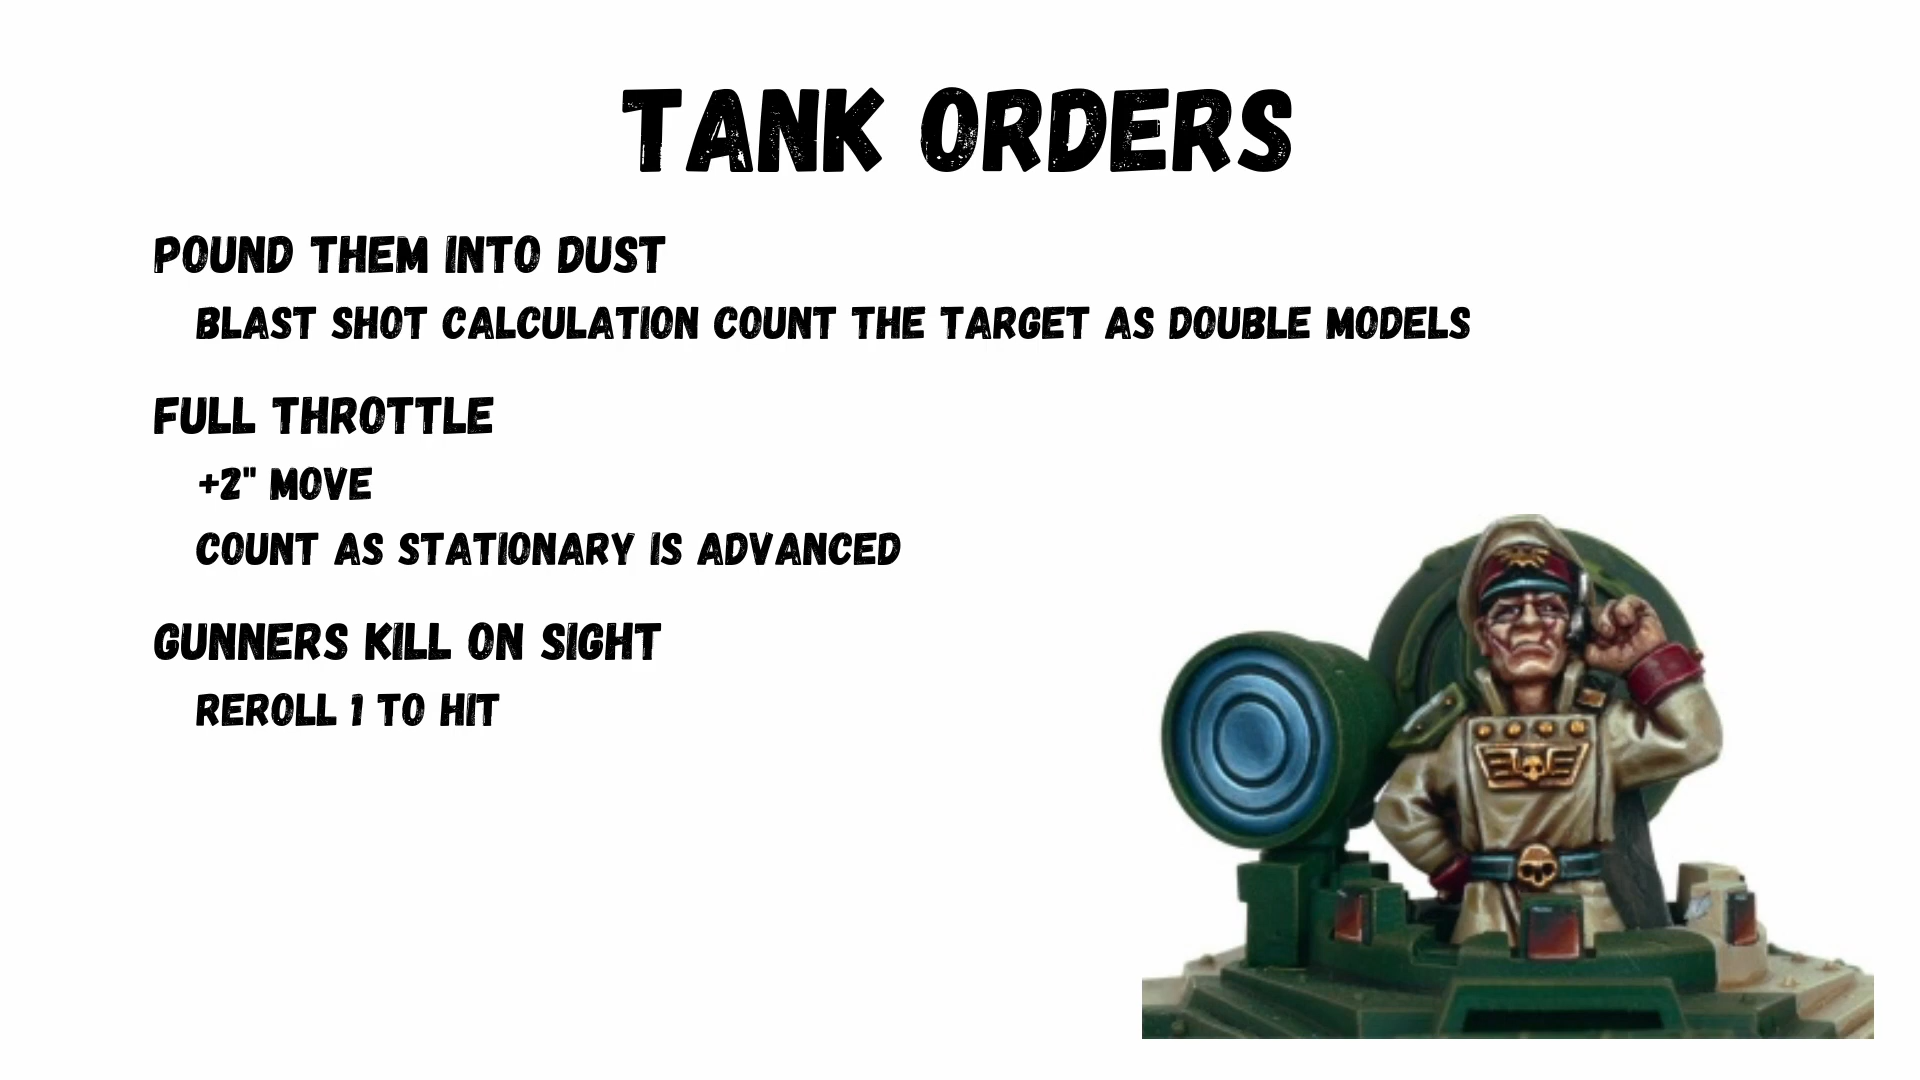 TANK ORDERS
POUND THEM INTO DUST
BLAST SHOT CALCULATION COUNT THE TARGET AS DOUBLE MODELS
FULL THROTTLE
+2" MOVE
COUNT AS STATIONARY IS ADVANCED
GUNNERS KILL ON SIGHT
REROLL 1 TO HIT